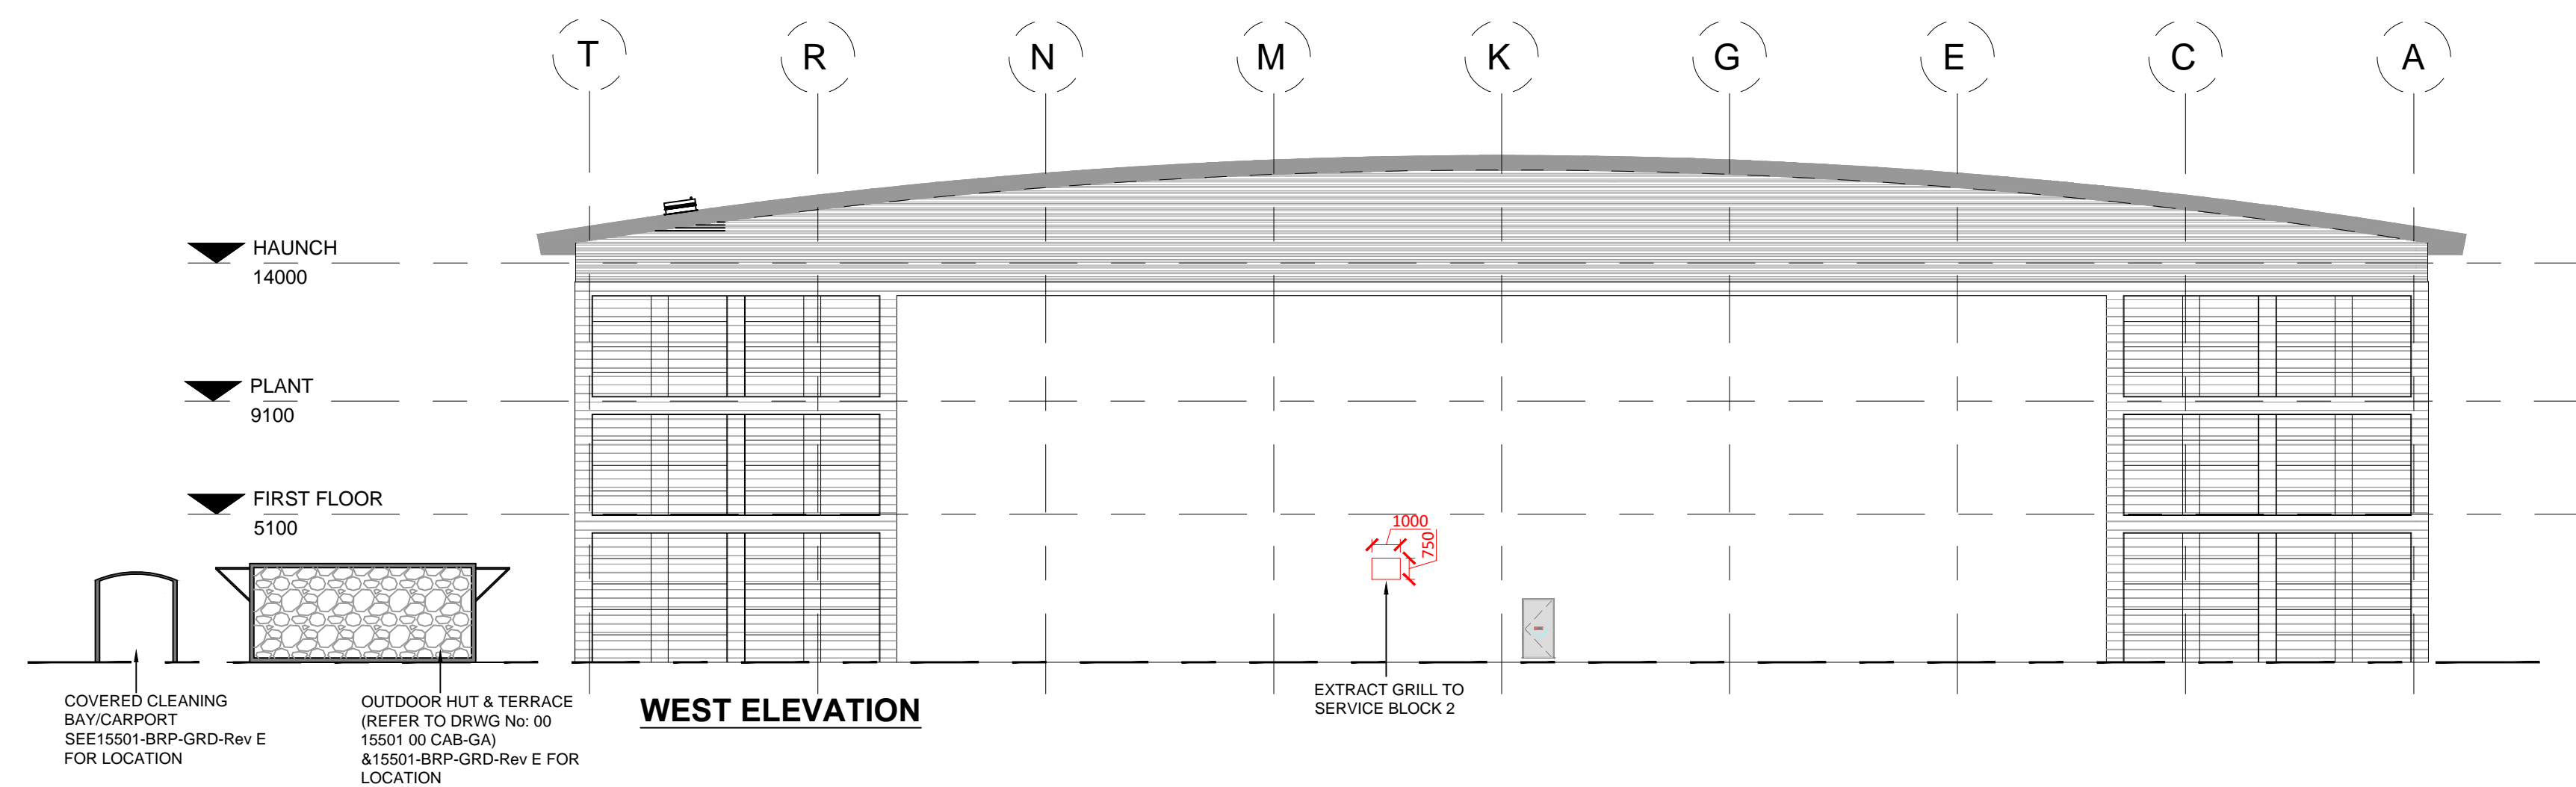 T R N M K G E C A
HAUNCH
14000
PLANT
9100
FIRST FLOOR
5100
1000
750
COVERED CLEANING
BAY/CARPORT
SEE15501-BRP-GRD-Rev E
FOR LOCATION
OUTDOOR HUT & TERRACE
(REFER TO DRWG No: 00
15501 00 CAB-GA)
&15501-BRP-GRD-Rev E FOR
LOCATION
WEST ELEVATION
EXTRACT GRILL TO
SERVICE BLOCK 2